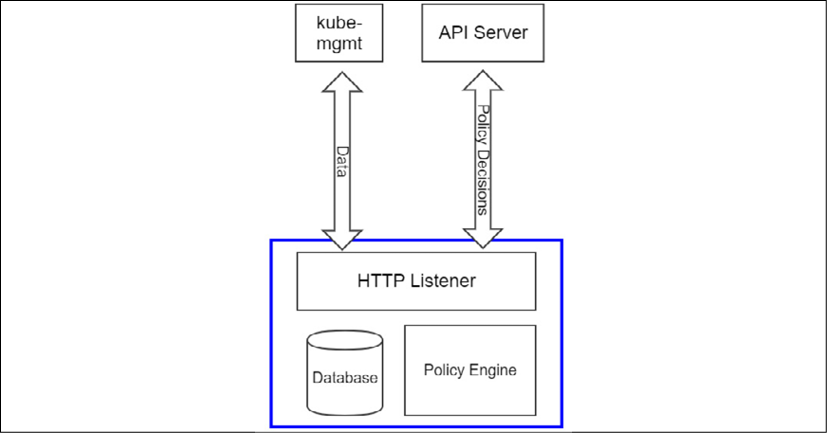 kube-
mgmt
API Server
Data
Policy Decisions
HTTP Listener
Database
Policy Engine